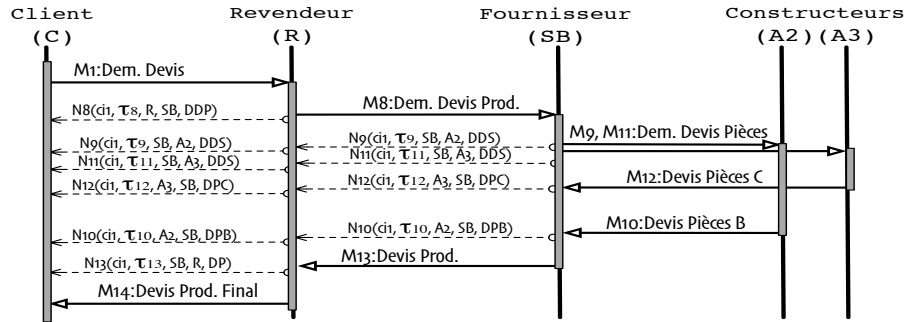 Client Revendeur Fournisseur Constructeurs
(C) (R) (SB) (A2)(A3)
M1:Dem. Devis
M8:Dem. Devis Prod.
N8(ci1, τ8, R, SB, DDP)
M9, M11:Dem. Devis Pièces
N9(ci1, τ9, SB, A2, DDS)
N9(ci1, τ9, SB, A2, DDS)
N11(ci1, τ11, SB, A3, DDS)
N11(ci1, τ11, SB, A3, DDS)
N12(ci1, τ12, A3, SB, DPC)
N12(ci1, τ12, A3, SB, DPC)
M12:Devis Pièces C
N10(ci1, τ10, A2, SB, DPB)
N10(ci1, τ10, A2, SB, DPB)
M10:Devis Pièces B
N13(ci1, τ13, SB, R, DP)
M13:Devis Prod.
M14:Devis Prod. Final